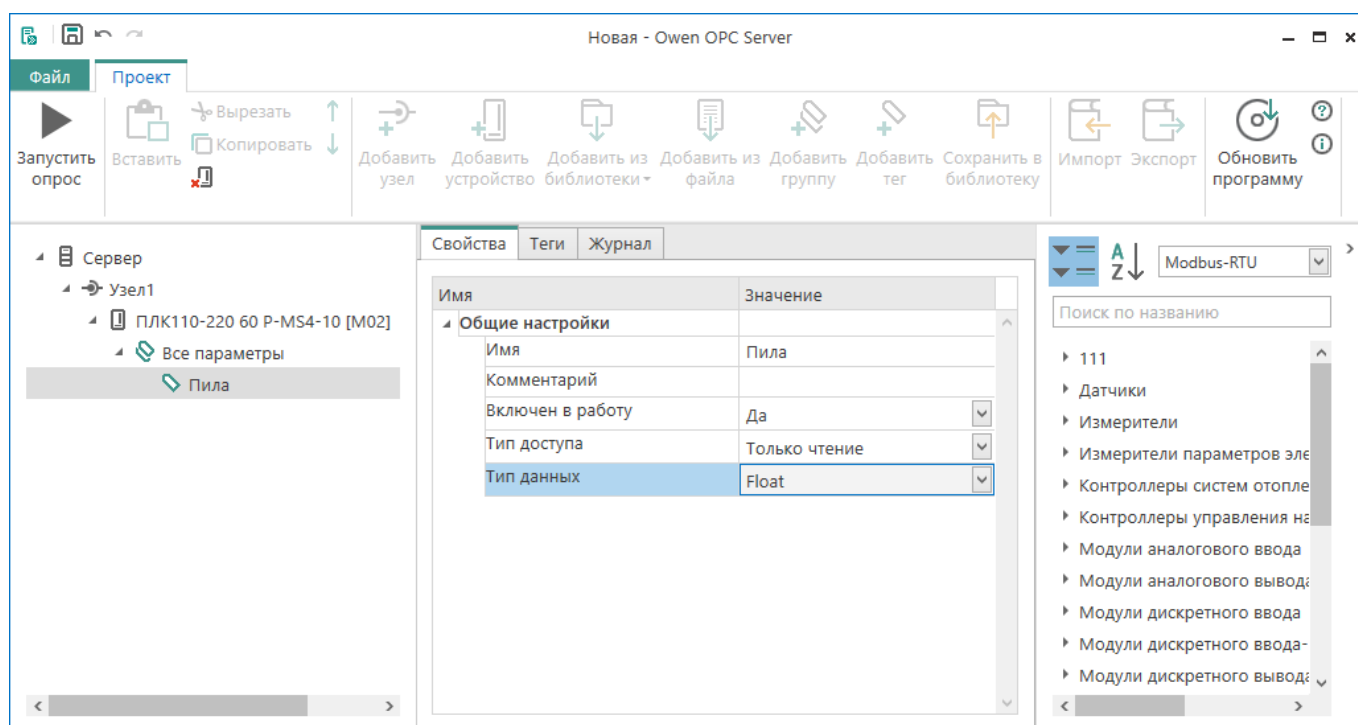 Новая - Owen OPC Server
Файл Проект
Запустить опрос
Вставить
Вырезать
Копировать
Добавить узел
Добавить устройство
Добавить из библиотеки
Добавить из файла
Добавить группу
Добавить тег
Сохранить в библиотеку
Импорт
Экспорт
Обновить программу
Сервер
Узел1
ПЛК110-220 60 P-MS4-10 [M02]
Все параметры
Пила
Свойства Теги Журнал
Имя Значение
Общие настройки
Имя Пила
Комментарий
Включен в работу Да
Тип доступа Только чтение
Тип данных Float
A
Z
Modbus-RTU
Поиск по названию
111
Датчики
Измерители
Измерители параметров эле
Контроллеры систем отопле
Контроллеры управления на
Модули аналогового ввода
Модули аналогового вывода
Модули дискретного ввода
Модули дискретного ввода-
Модули дискретного вывода